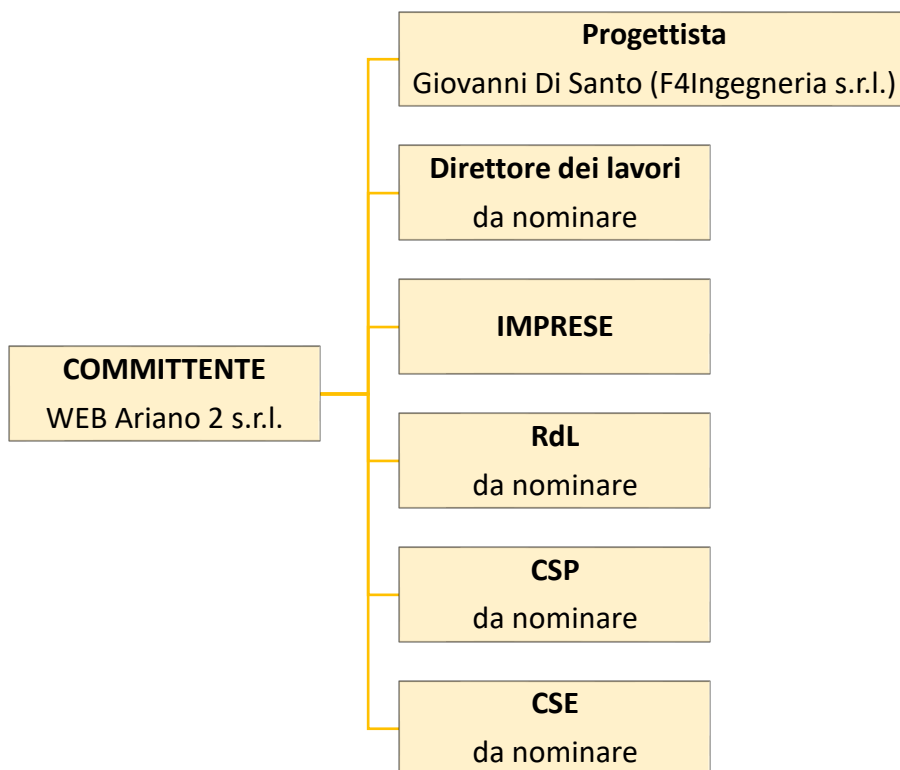 Progettista
Giovanni Di Santo (F4Ingegneria s.r.l.)
Direttore dei lavori
da nominare
IMPRESE
COMMITTENTE
WEB Ariano 2 s.r.l.
RdL
da nominare
CSP
da nominare
CSE
da nominare